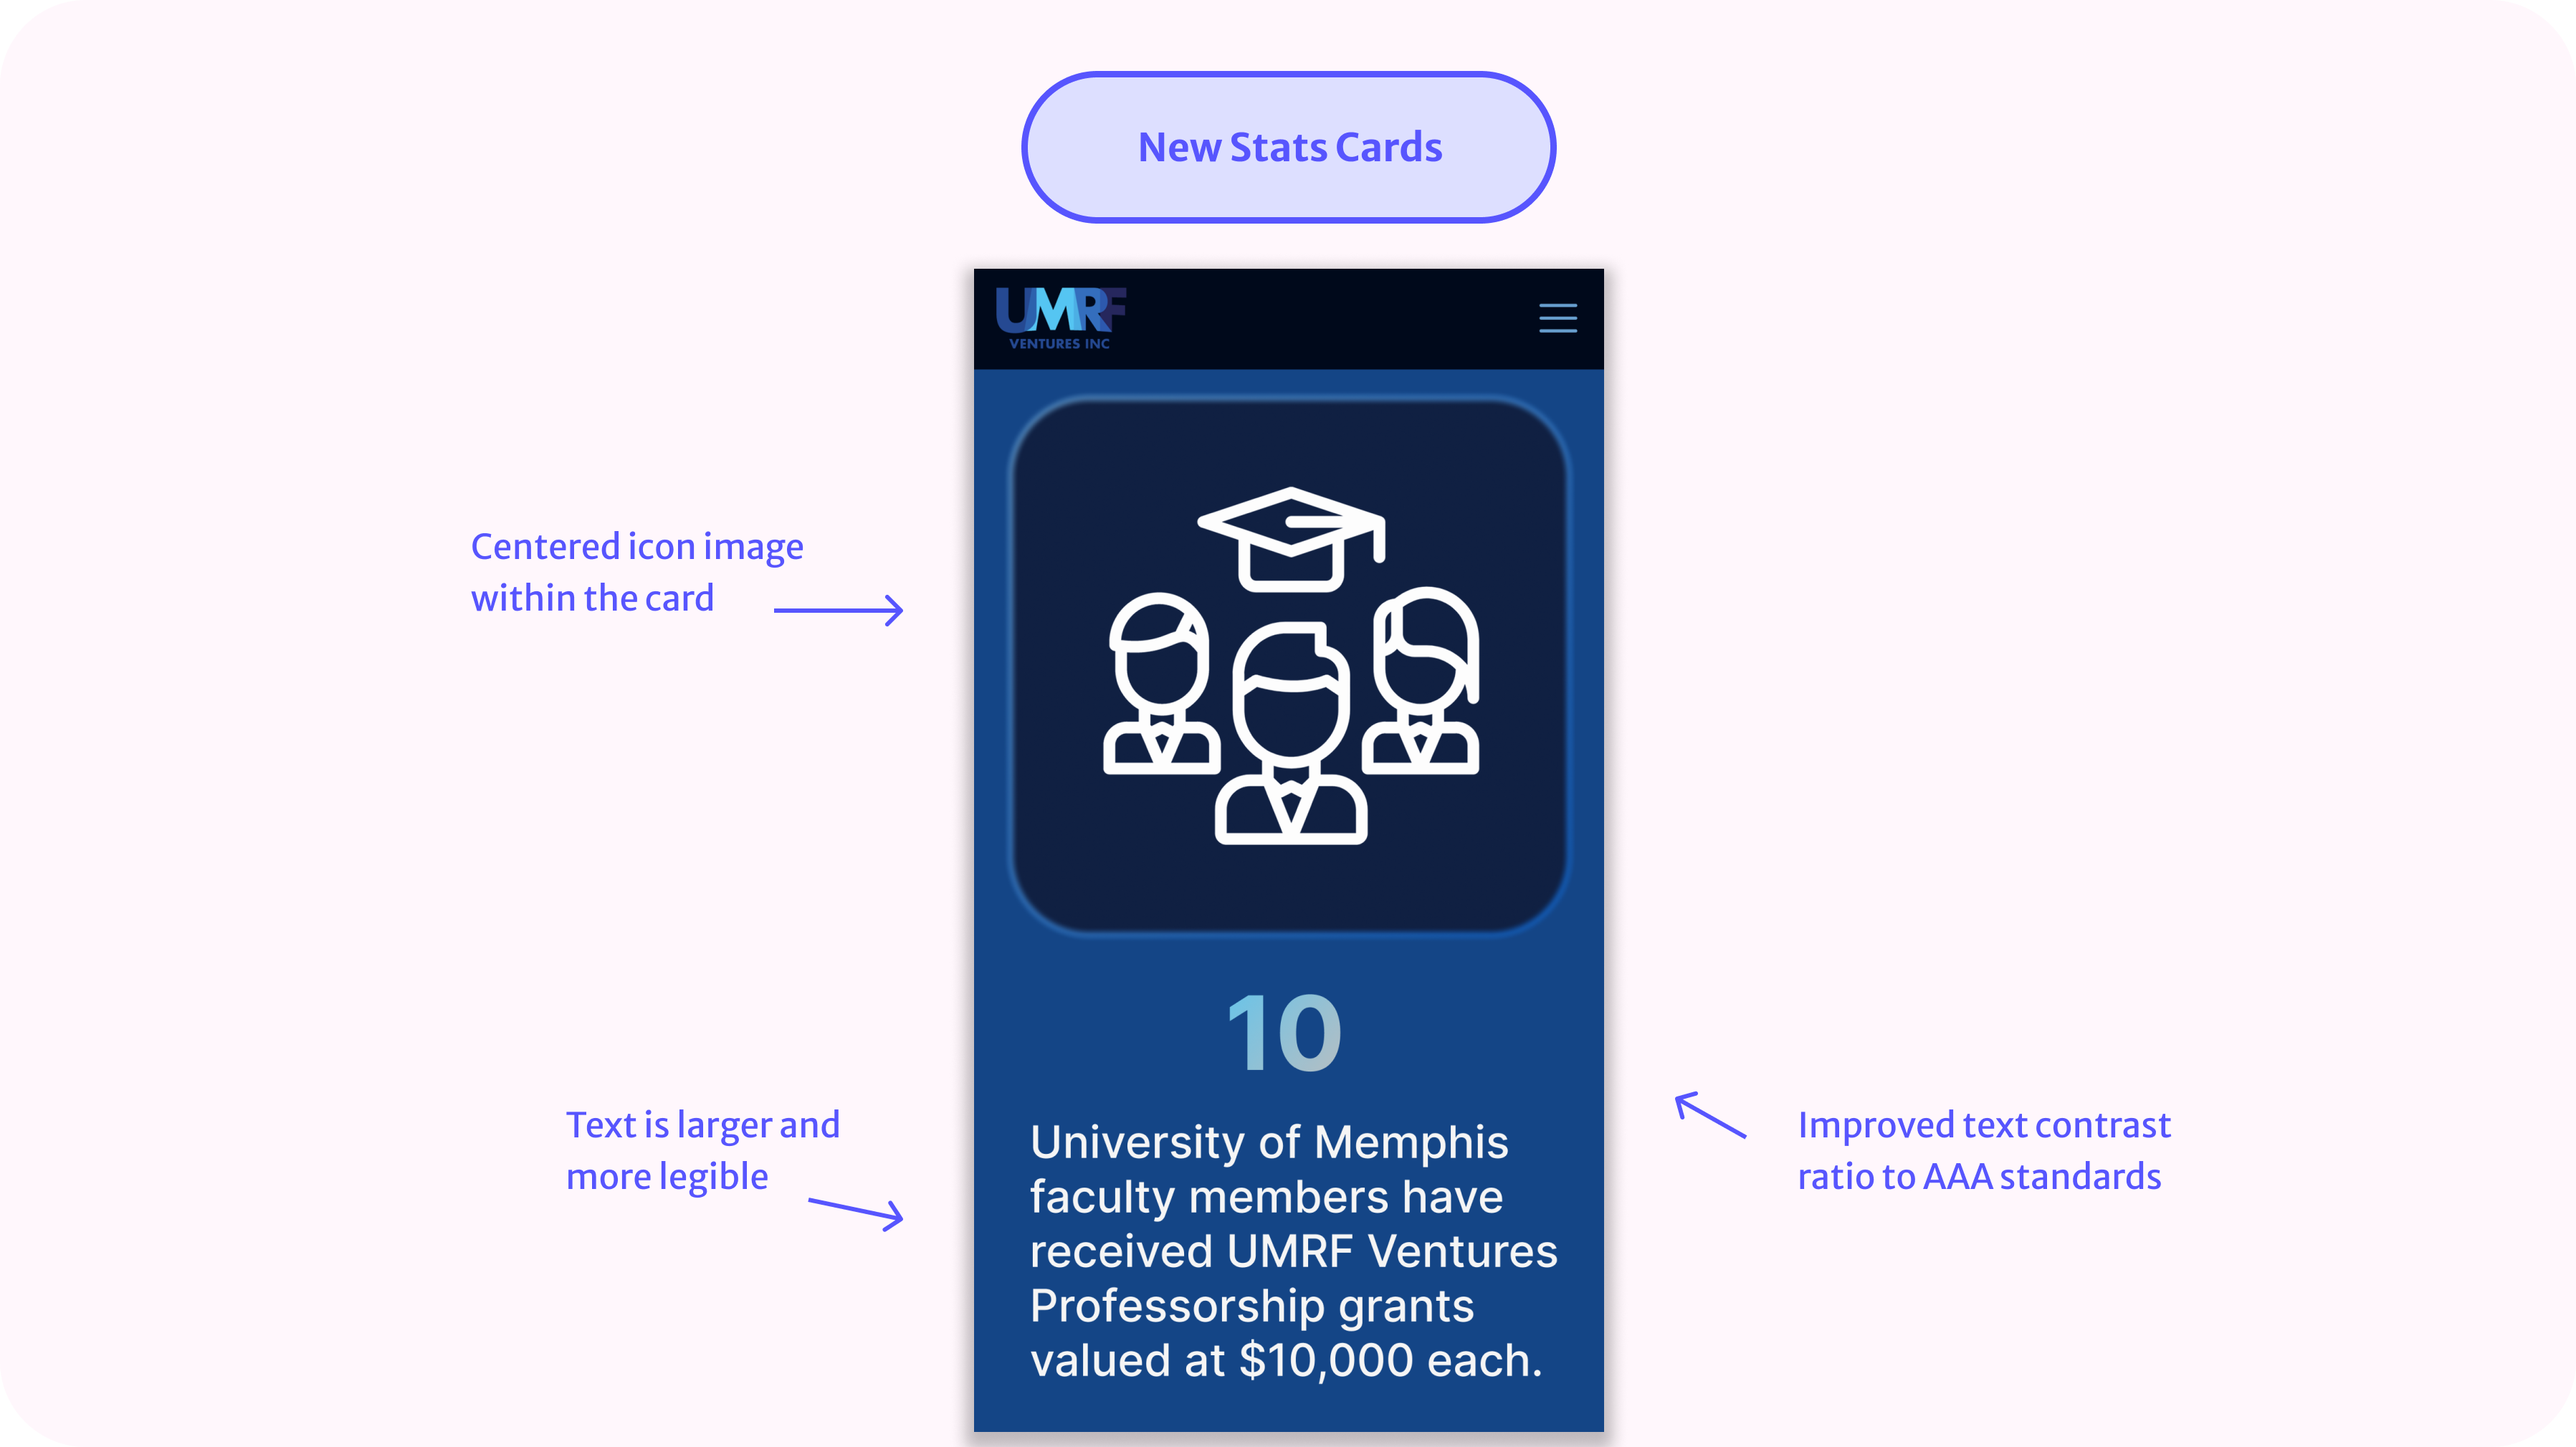 New Stats Cards
UMRF
VENTURES INC
Centered icon image
within the card
10
Text is larger and
more legible
Improved text contrast
ratio to AAA standards
University of Memphis
faculty members have
received UMRF Ventures
Professorship grants
valued at $10,000 each.